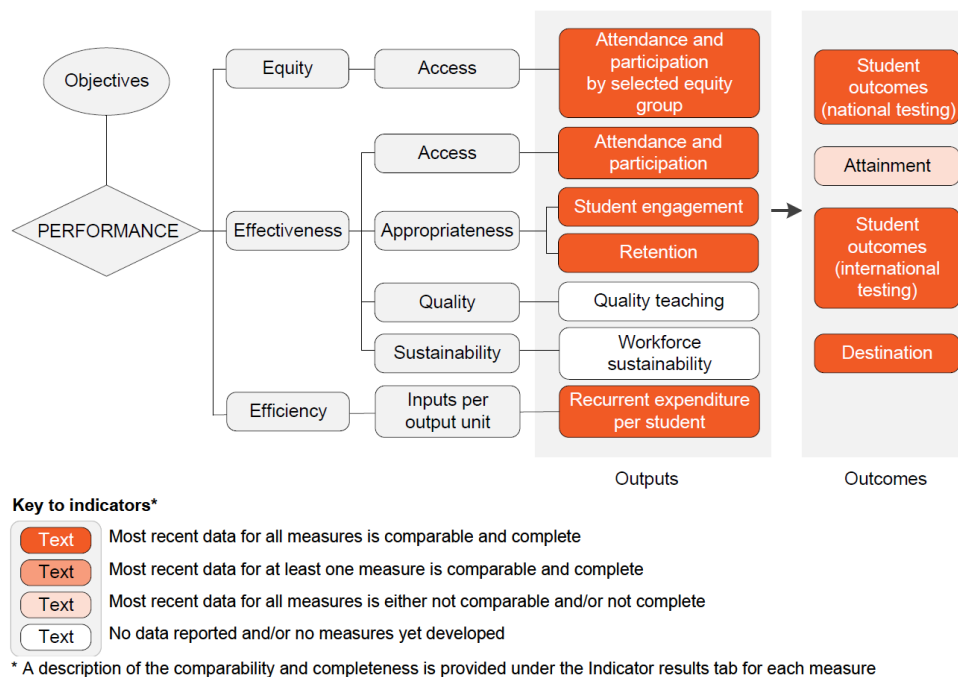 Objectives
PERFORMANCE
Equity
Access
Attendance and
participation
by selected equity
group
Effectiveness
Access
Attendance and
participation
Appropriateness
Student engagement
Retention
Quality
Quality teaching
Sustainability
Workforce
sustainability
Efficiency
Inputs per
output unit
Recurrent expenditure
per student
Outputs
Student
outcomes
(national testing)
Attainment
Student
outcomes
(international
testing)
Destination
Outcomes
Key to indicators*
Text Most recent data for all measures is comparable and complete
Text Most recent data for at least one measure is comparable and complete
Text Most recent data for all measures is either not comparable and/or not complete
Text No data reported and/or no measures yet developed
* A description of the comparability and completeness is provided under the Indicator results tab for each measure